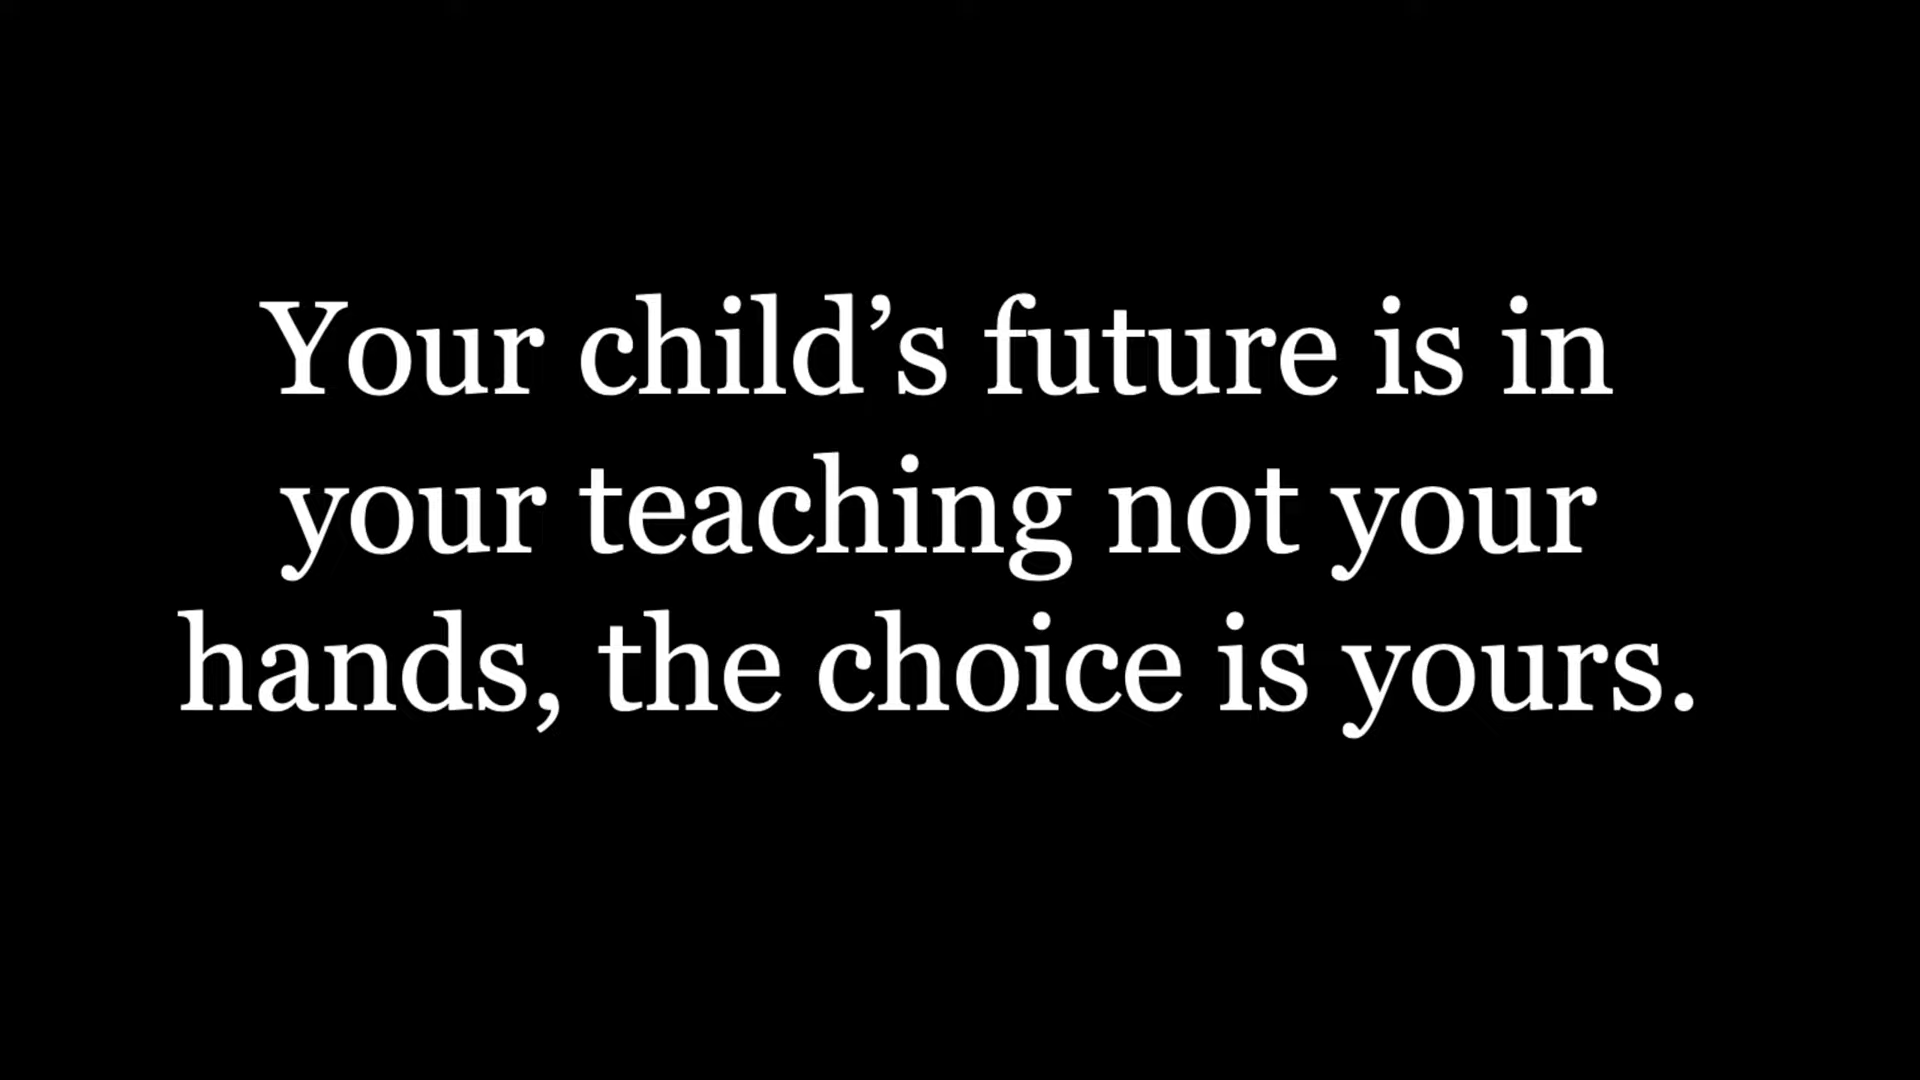 Your child’s future is in
your teaching not your
hands, the choice is yours.